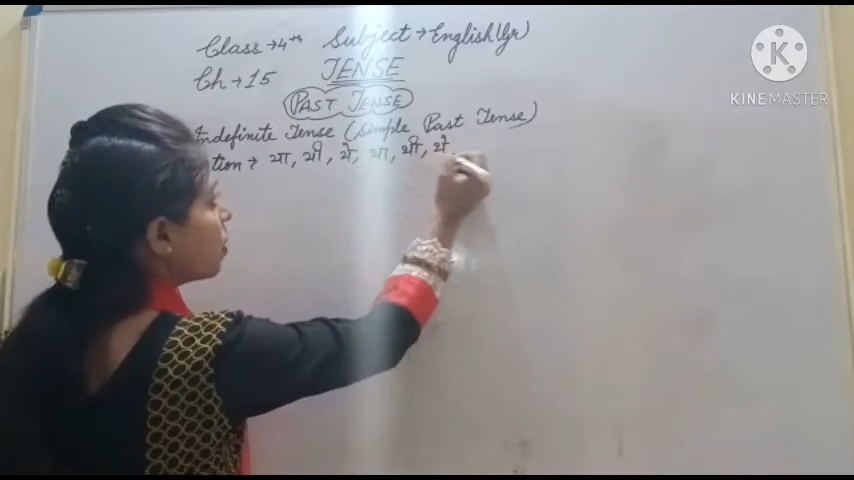 Class → 4th Subject → English (Gr)
Ch → 15 TENSE
PAST TENSE
Indefinite Tense (Simple Past Tense)
tion → या, यी, ये, था, थी, थे.
K
KINEMASTER